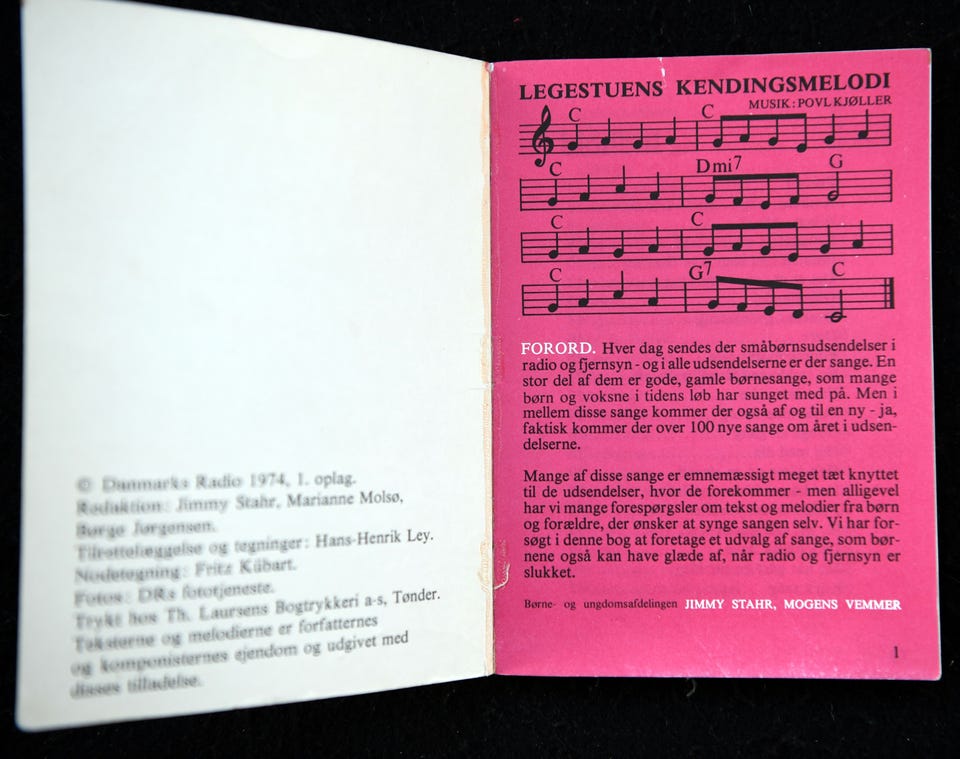 © Danmarks Radio 1974, 1. oplag.
Redaktion: Jimmy Stahr, Marianne Molsø,
Børge Jørgensen.
Tilrettelæggelse og tegninger: Hans-Henrik Ley.
Nodetegning: Fritz Kübart.
Fotos: DRs fototjeneste.
Trykt hos Th. Laursens Bogtrykkeri a-s, Tønder.
Teksterne og melodierne er forfatternes
og komponisternes ejendom og udgivet med
disses tilladelse.
LEGESTUENS KENDINGSMELODI
MUSIK: POVL KJØLLER
C C
C Dmi7 G
C C
C G7 C
FORORD. Hver dag sendes der småbørnsudsendelser i
radio og fjernsyn - og i alle udsendelserne er der sange. En
stor del af dem er gode, gamle børnesange, som mange
børn og voksne i tidens løb har sunget med på. Men i
mellem disse sange kommer der også af og til en ny - ja,
faktisk kommer der over 100 nye sange om året i udsen-
delserne.
Mange af disse sange er emnemæssigt meget tæt knyttet
til de udsendelser, hvor de forekommer - men alligevel
har vi mange forespørgsler om tekst og melodier fra børn
og forældre, der ønsker at synge sangen selv. Vi har for-
søgt i denne bog at foretage et udvalg af sange, som bør-
nene også kan have glæde af, når radio og fjernsyn er
slukket.
Børne- og ungdomsafdelingen JIMMY STAHR, MOGENS VEMMER
1